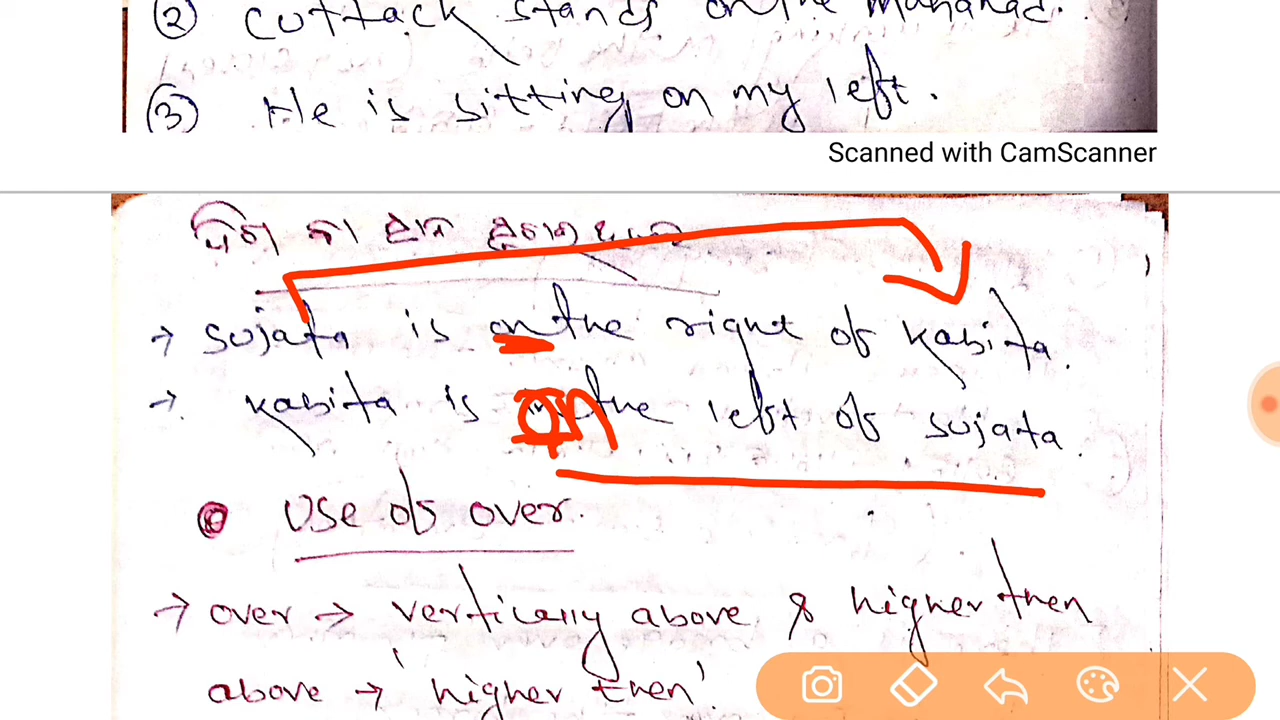 (2) Cuttack stands on the Mahanadi.
(3) He is sitting on my left.
Scanned with CamScanner
ଦିଗ ବା
→ Sujata is on the right of Kabita.
→ Kabita is on the left of Sujata.
Use of over.
→ over → vertically above & higher then
above → 'higher then'.